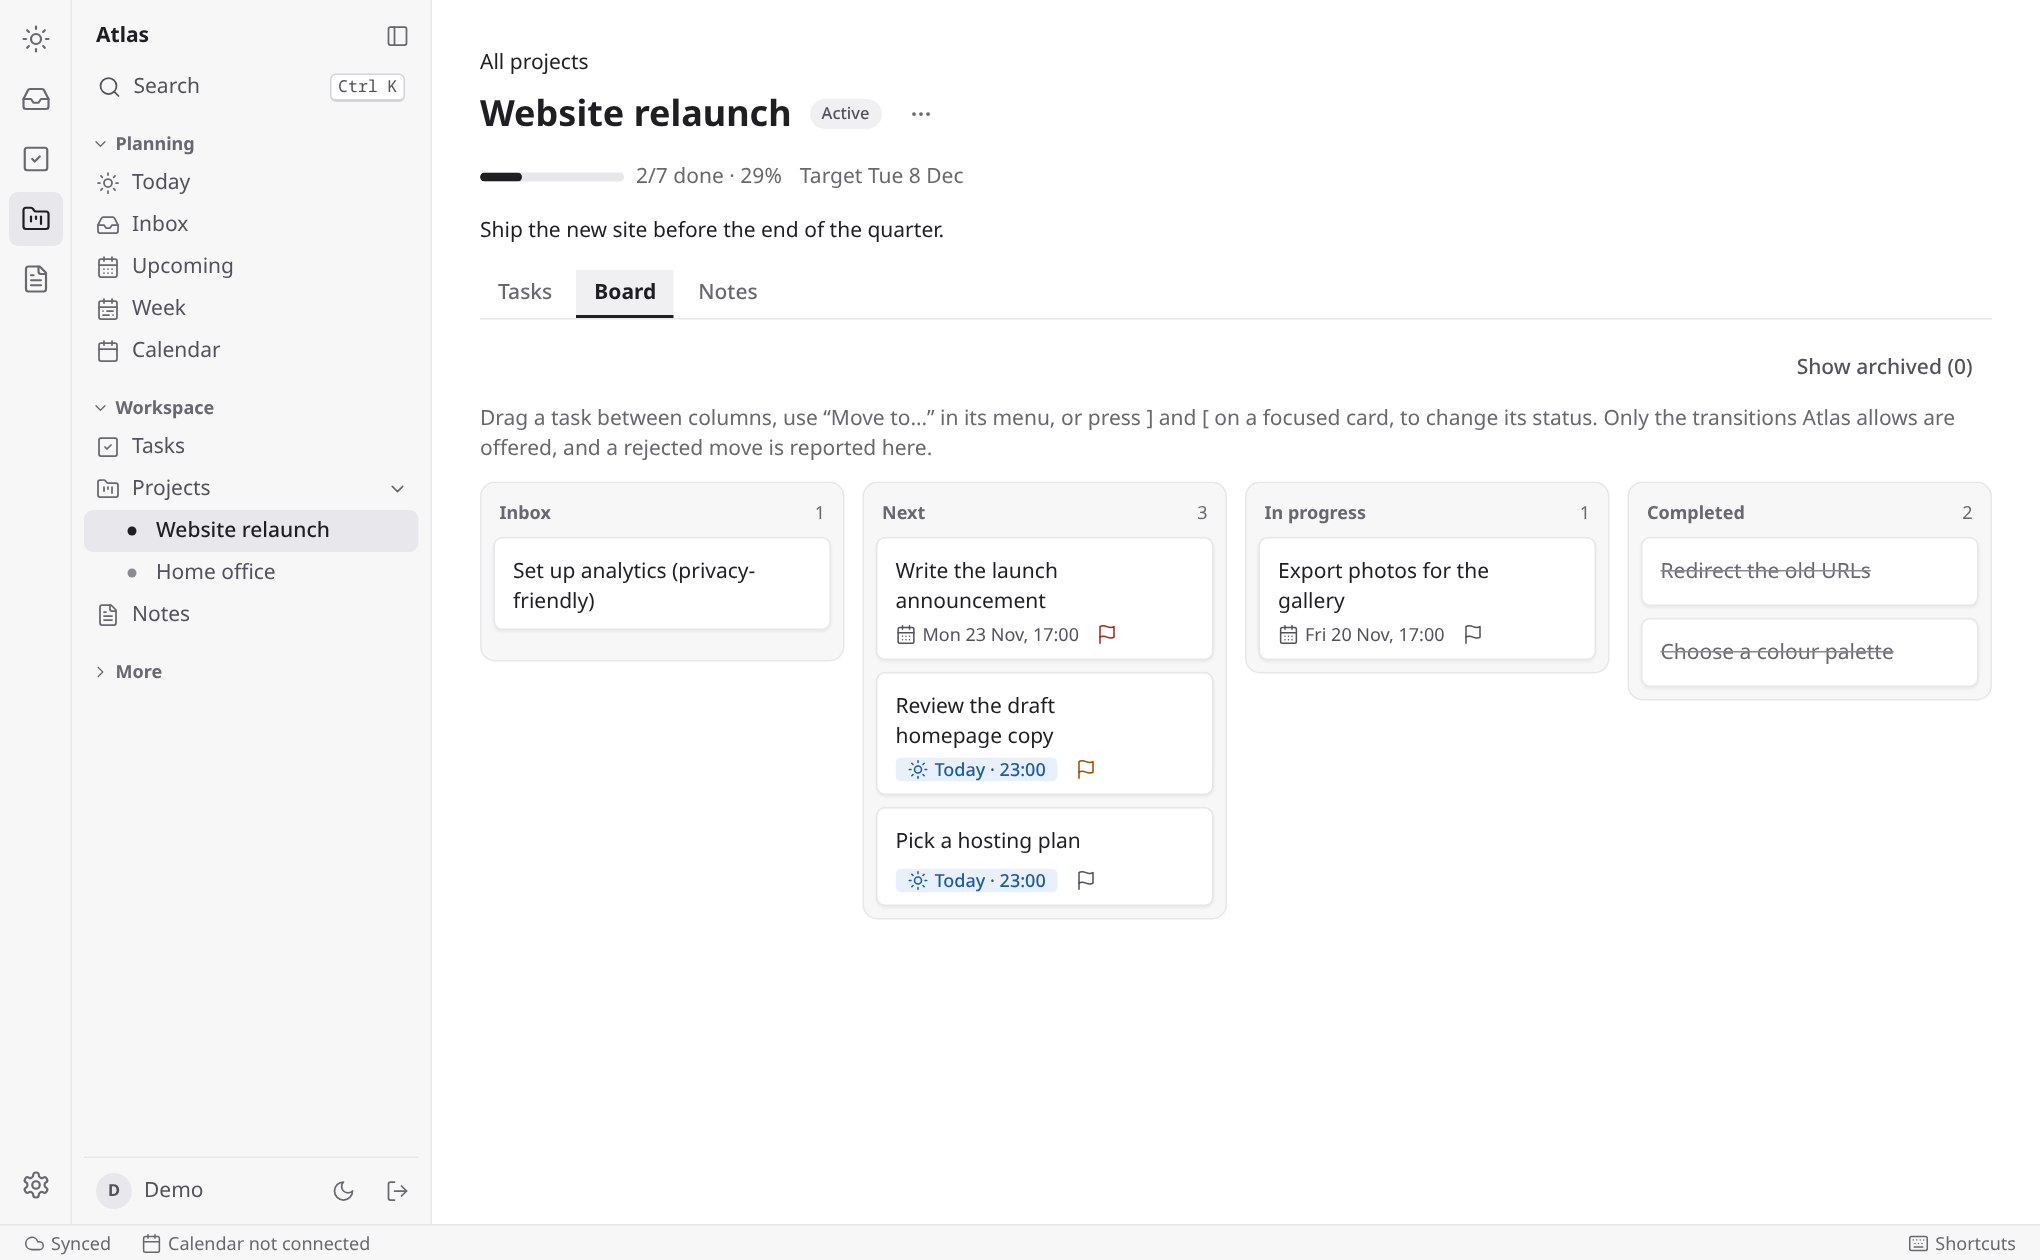 Atlas
Search
Ctrl K
Planning
Today
Inbox
Upcoming
Week
Calendar
Workspace
Tasks
Projects
Website relaunch
Home office
Notes
More
D
Demo
All projects
Website relaunch
Active
2/7 done · 29%
Target Tue 8 Dec
Ship the new site before the end of the quarter.
Tasks
Board
Notes
Show archived (0)
Drag a task between columns, use “Move to…” in its menu, or press ] and [ on a focused card, to change its status. Only the transitions Atlas allows are
offered, and a rejected move is reported here.
Inbox
1
Set up analytics (privacy-
friendly)
Next
3
Write the launch
announcement
Mon 23 Nov, 17:00
Review the draft
homepage copy
Today · 23:00
Pick a hosting plan
Today · 23:00
In progress
1
Export photos for the
gallery
Fri 20 Nov, 17:00
Completed
2
Redirect the old URLs
Choose a colour palette
Synced
Calendar not connected
Shortcuts